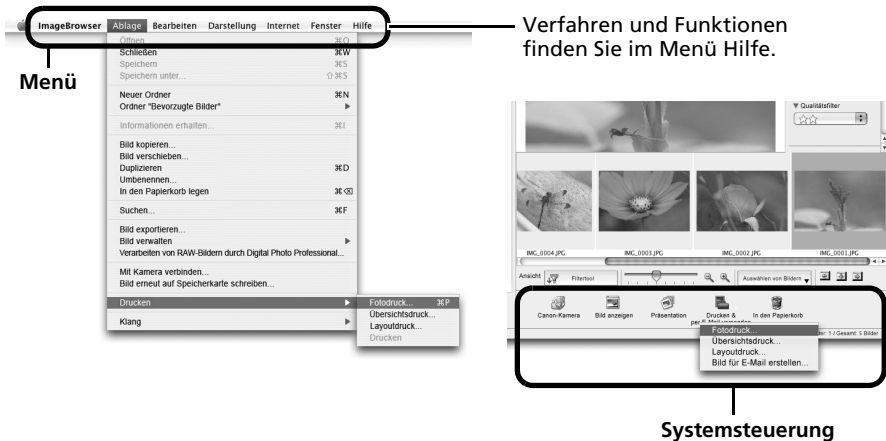 ImageBrowser Ablage Bearbeiten Darstellung Internet Fenster Hilfe
Öffnen ⌘O
Schließen ⌘W
Speichern ⌘S
Speichern unter... ⇧⌘S
Neuer Ordner ⌘N
Ordner "Bevorzugte Bilder"
Informationen erhalten... ⌘I
Bild kopieren...
Bild verschieben...
Duplizieren ⌘D
Umbenennen...
In den Papierkorb legen ⌘⌫
Suchen... ⌘F
Bild exportieren...
Bild verwalten
Verarbeiten von RAW-Bildern durch Digital Photo Professional...
Mit Kamera verbinden...
Bild erneut auf Speicherkarte schreiben...
Drucken
Klang
Fotodruck... ⌘P
Übersichtsdruck...
Layoutdruck...
Drucken
Menü
Verfahren und Funktionen
finden Sie im Menü Hilfe.
Qualitätsfilter
IMG_0004.JPG IMG_0003.JPG IMG_0002.JPG IMG_0001.JPG
Ansicht Filtertool Auswählen von Bildern
Canon-Kamera Bild anzeigen Präsentation Drucken & In den Papierkorb
per E-Mail versenden
Fotodruck...
Übersichtsdruck...
Layoutdruck...
Bild für E-Mail erstellen...
1 / Gesamt: 5 Bilder
Systemsteuerung